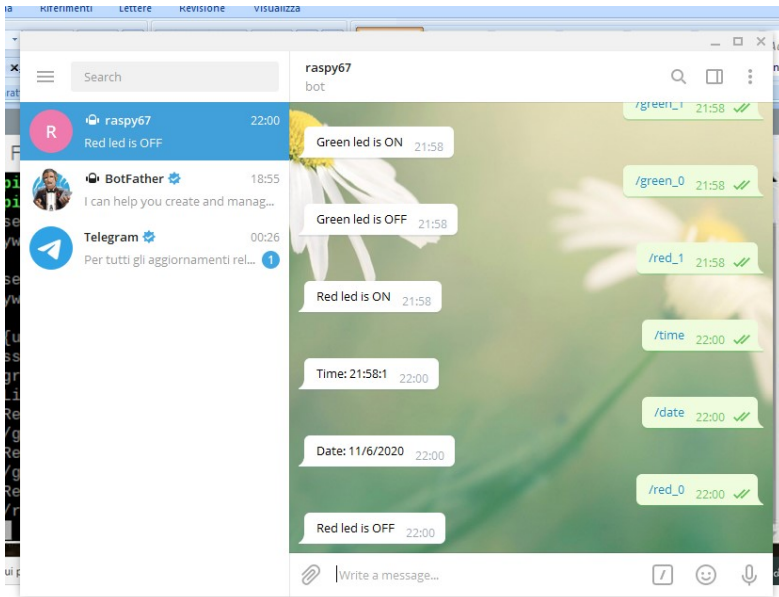 Riferimenti Lettere Revisione Visualizza
Search
R
raspy67 22:00
Red led is OFF
BotFather 18:55
I can help you create and manag...
Telegram 00:26
Per tutti gli aggiornamenti rel... 1
raspy67
bot
/green_1 21:58
Green led is ON 21:58
/green_0 21:58
Green led is OFF 21:58
/red_1 21:58
Red led is ON 21:58
/time 22:00
Time: 21:58:1 22:00
/date 22:00
Date: 11/6/2020 22:00
/red_0 22:00
Red led is OFF 22:00
Write a message...